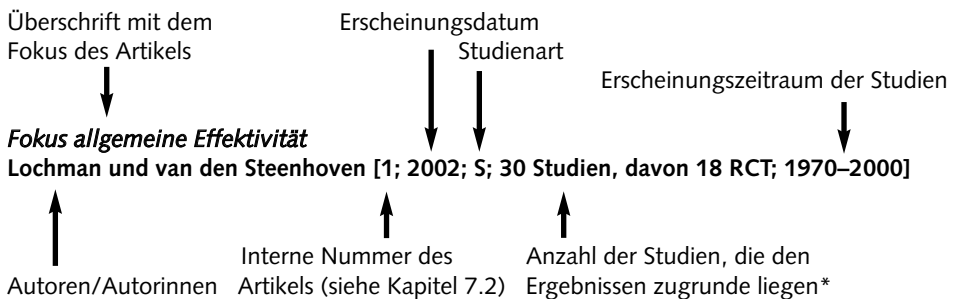 Überschrift mit dem Erscheinungsdatum
Fokus des Artikels Studienart
Erscheinungszeitraum der Studien
Fokus allgemeine Effektivität
Lochman und van den Steenhoven [1; 2002; S; 30 Studien, davon 18 RCT; 1970–2000]
Interne Nummer des Anzahl der Studien, die den
Autoren/Autorinnen Artikels (siehe Kapitel 7.2) Ergebnissen zugrunde liegen*